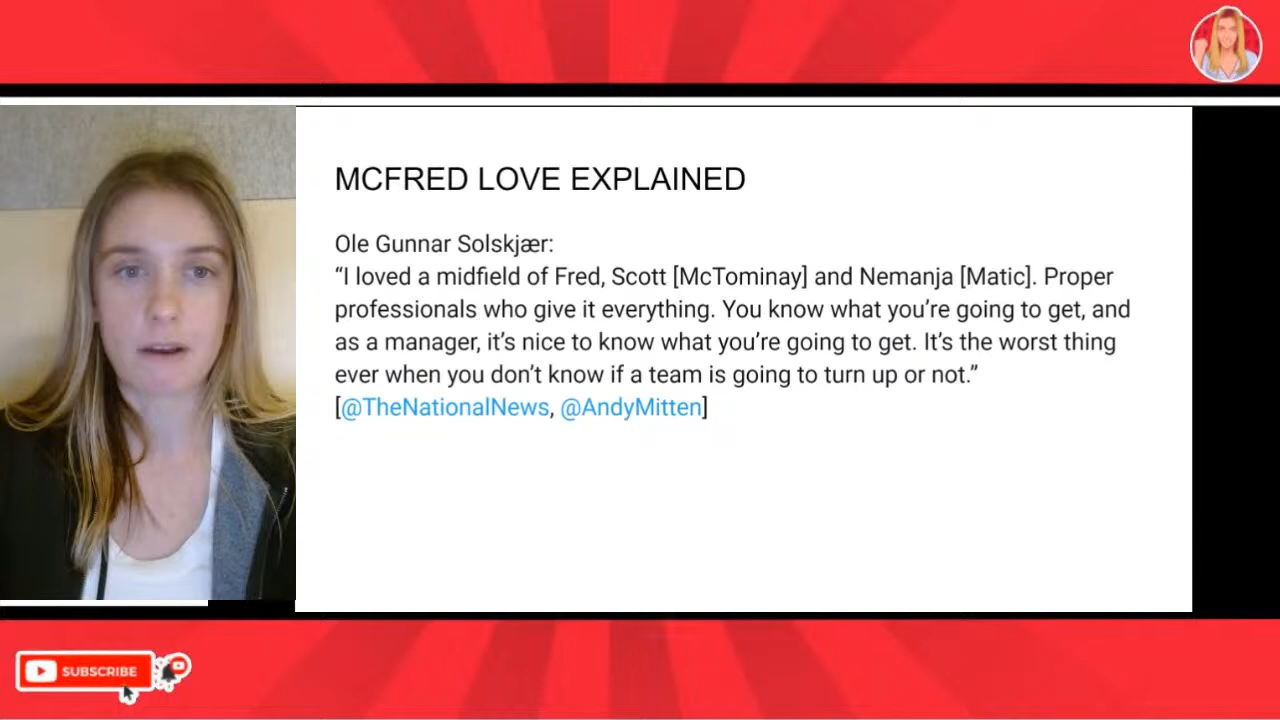 MCFRED LOVE EXPLAINED
Ole Gunnar Solskjær:
“I loved a midfield of Fred, Scott [McTominay] and Nemanja [Matic]. Proper
professionals who give it everything. You know what you’re going to get, and
as a manager, it’s nice to know what you’re going to get. It’s the worst thing
ever when you don’t know if a team is going to turn up or not.”
[@TheNationalNews, @AndyMitten]
SUBSCRIBE